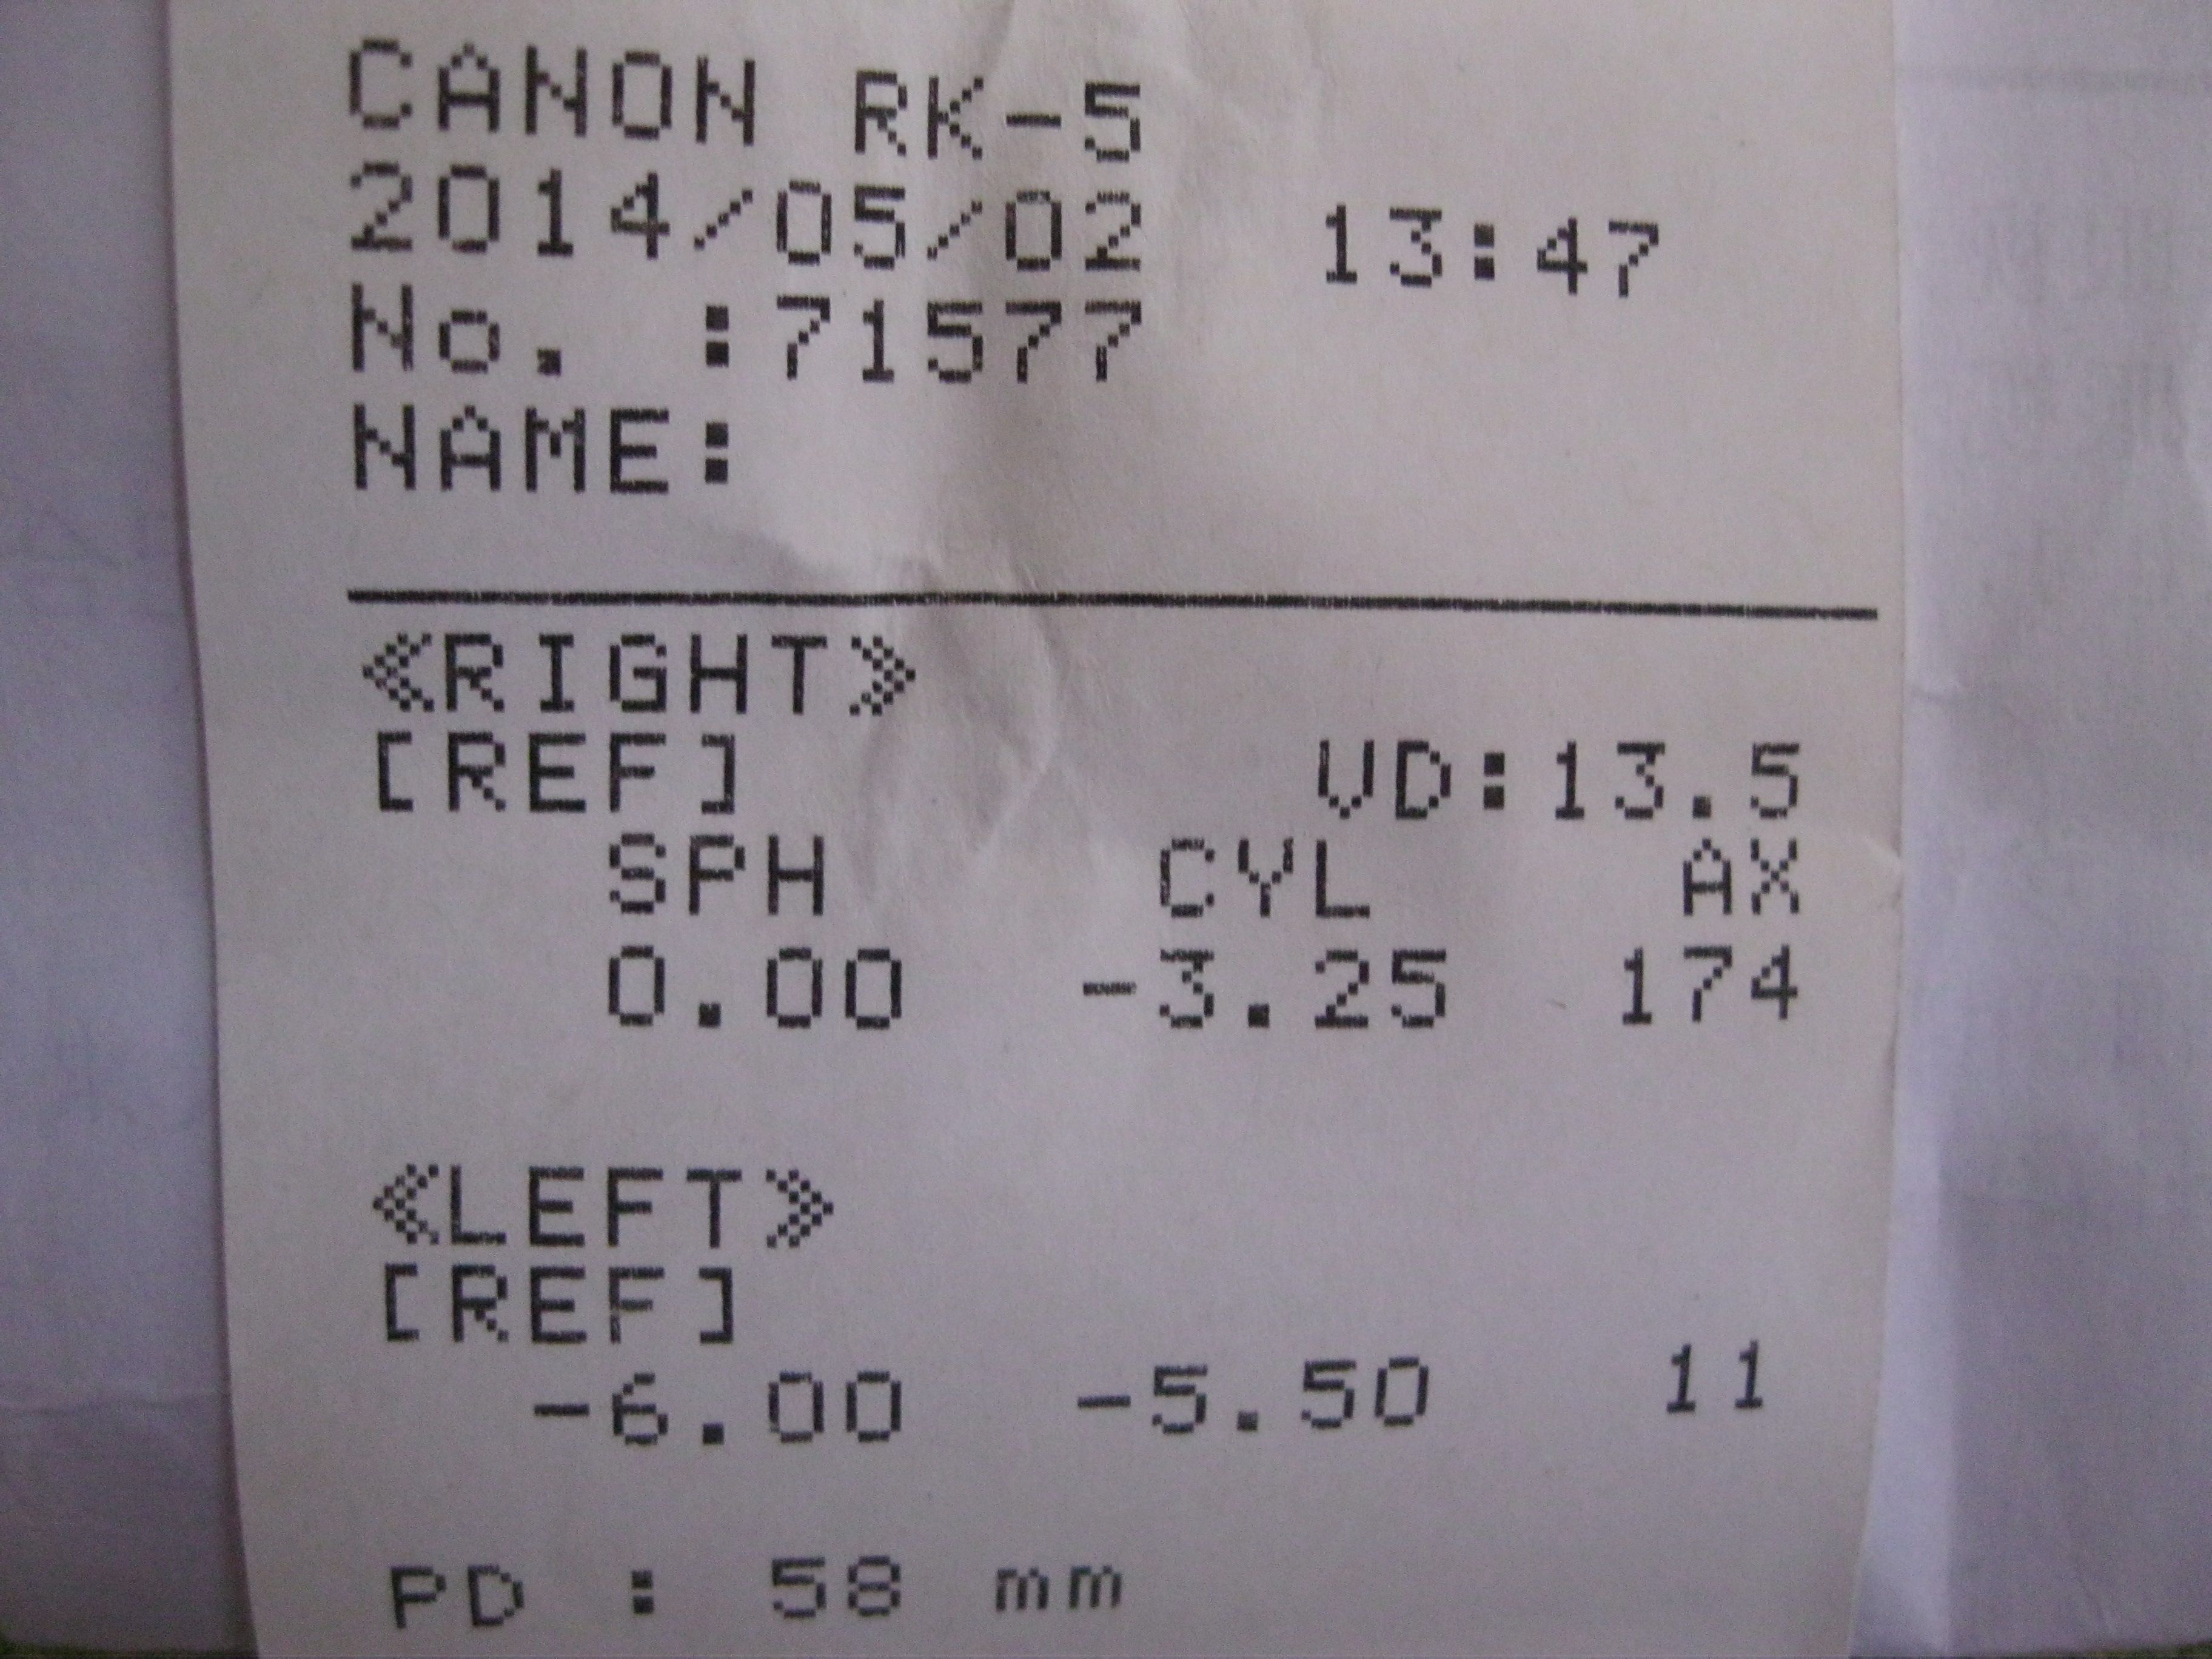 CANON RK-5
2014/05/02 13:47
No. :71577
NAME:
≪RIGHT≫
[REF] VD:13.5
SPH CYL AX
0.00 -3.25 174
≪LEFT≫
[REF]
-6.00 -5.50 11
PD : 58 mm